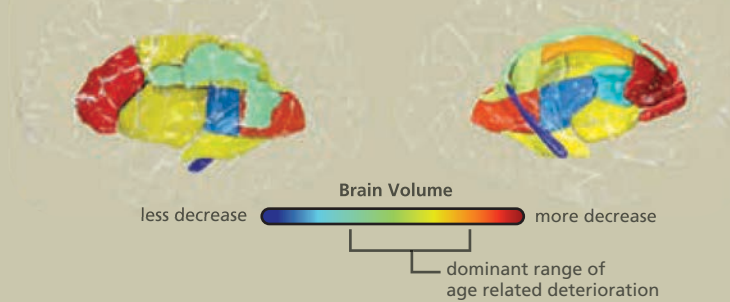 Brain Volume
less decrease
more decrease
dominant range of
age related deterioration